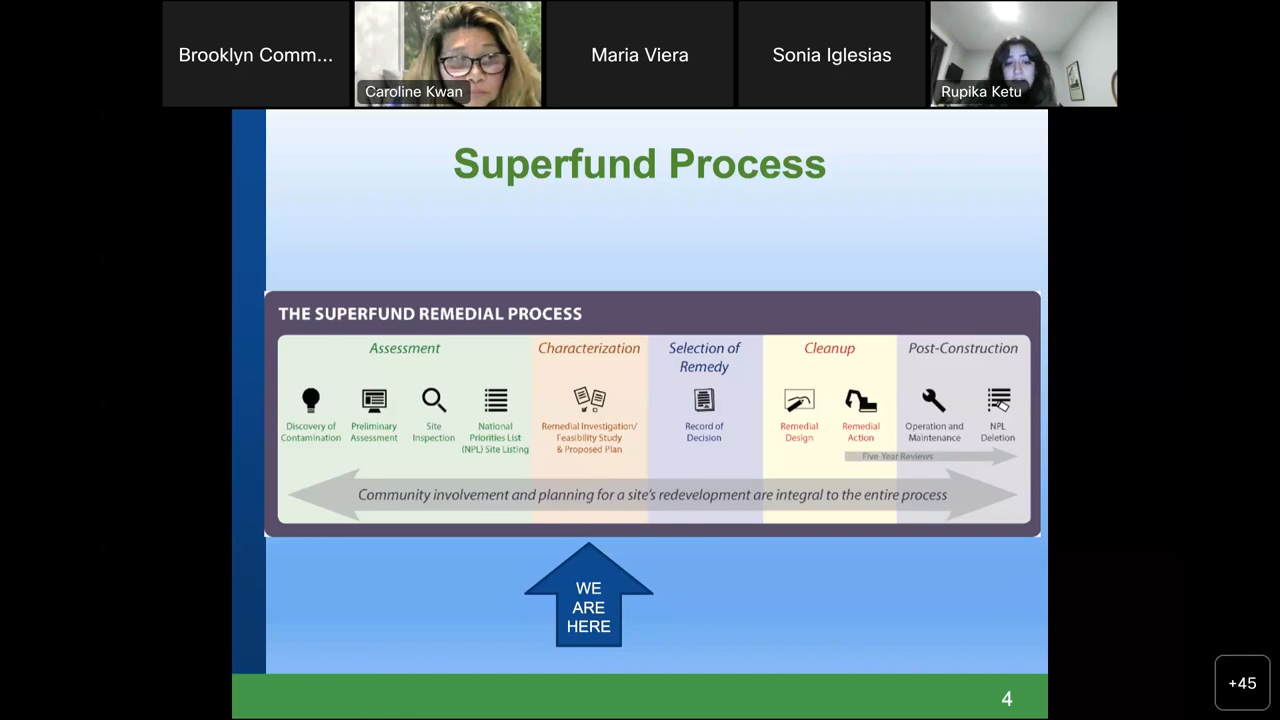 Brooklyn Comm...
Caroline Kwan
Maria Viera
Sonia Iglesias
Rupika Ketu
Superfund Process
THE SUPERFUND REMEDIAL PROCESS
Assessment
Discovery of
Contamination
Preliminary
Assessment
Site
Inspection
National
Priorities List
(NPL) Site Listing
Characterization
Remedial Investigation/
Feasibility Study
& Proposed Plan
Selection of
Remedy
Record of
Decision
Cleanup
Remedial
Design
Remedial
Action
Post-Construction
Operation and
Maintenance
NPL
Deletion
Five Year Reviews
Community involvement and planning for a site's redevelopment are integral to the entire process
WE
ARE
HERE
4
+45